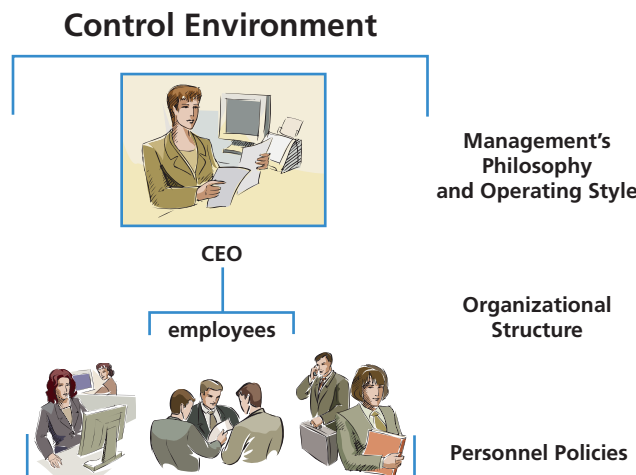 Control Environment
Management's
Philosophy
and Operating Style
CEO
Organizational
Structure
employees
Personnel Policies